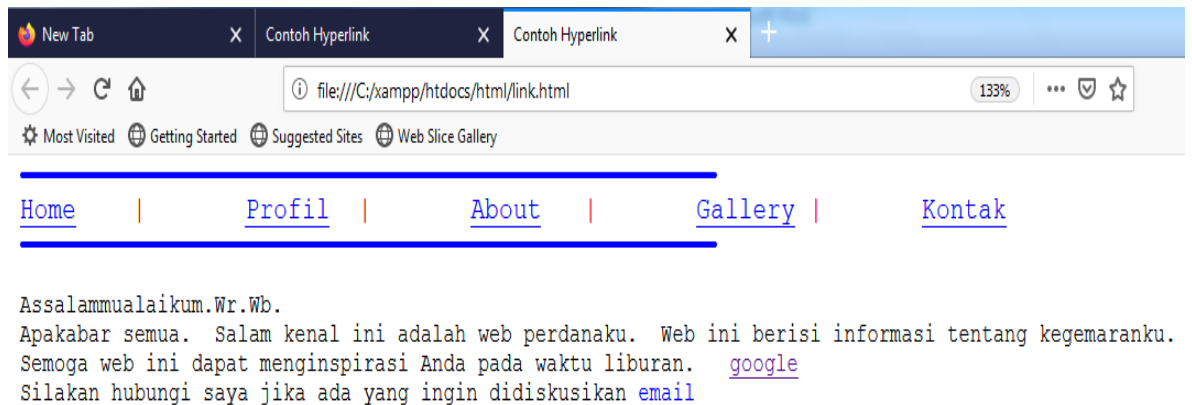 New Tab X Contoh Hyperlink X Contoh Hyperlink X +
file:///C:/xampp/htdocs/html/link.html 133%
Most Visited Getting Started Suggested Sites Web Slice Gallery
Home | Profil | About | Gallery | Kontak
Assalammualaikum.Wr.Wb.
Apakabar semua. Salam kenal ini adalah web perdanaku. Web ini berisi informasi tentang kegemaranku.
Semoga web ini dapat menginspirasi Anda pada waktu liburan. google
Silakan hubungi saya jika ada yang ingin didiskusikan email